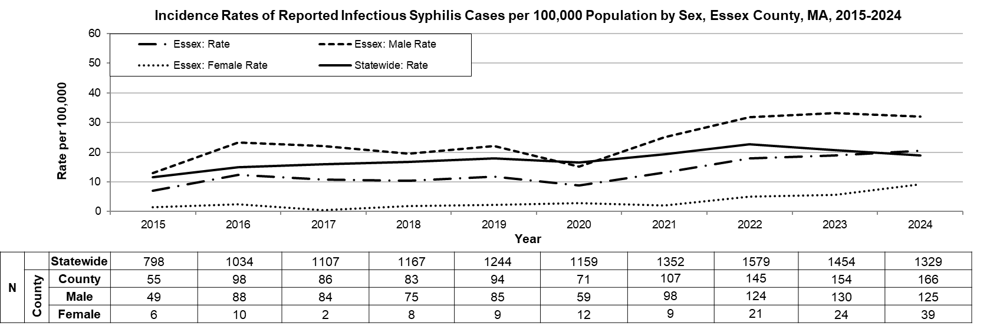 Incidence Rates of Reported Infectious Syphilis Cases per 100,000 Population by Sex, Essex County, MA, 2015-2024
60
50
40
30
20
10
0
Rate per 100,000
Essex: Rate
Essex: Male Rate
Essex: Female Rate
Statewide: Rate
2015 2016 2017 2018 2019 2020 2021 2022 2023 2024
Year
N
County
Statewide 798 1034 1107 1167 1244 1159 1352 1579 1454 1329
County 55 98 86 83 94 71 107 145 154 166
Male 49 88 84 75 85 59 98 124 130 125
Female 6 10 2 8 9 12 9 21 24 39